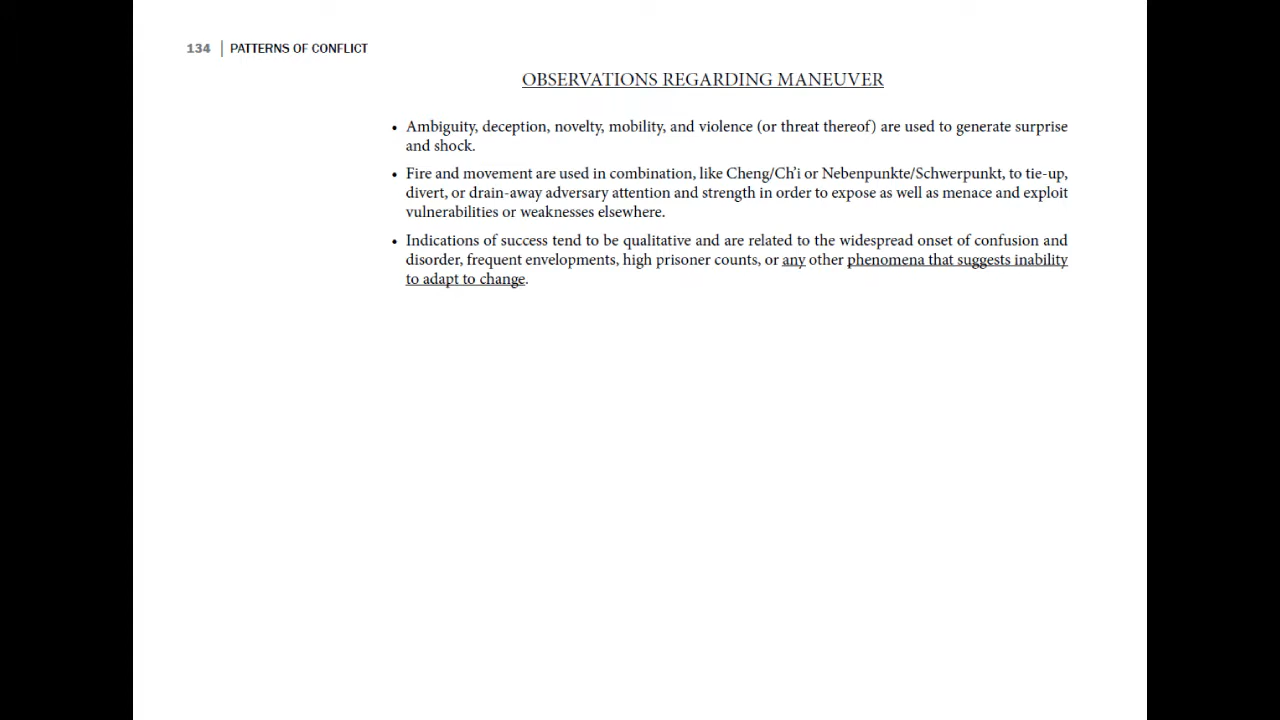 134 | PATTERNS OF CONFLICT
OBSERVATIONS REGARDING MANEUVER
• Ambiguity, deception, novelty, mobility, and violence (or threat thereof) are used to generate surprise
and shock.
• Fire and movement are used in combination, like Cheng/Ch'i or Nebenpunkte/Schwerpunkt, to tie-up,
divert, or drain-away adversary attention and strength in order to expose as well as menace and exploit
vulnerabilities or weaknesses elsewhere.
• Indications of success tend to be qualitative and are related to the widespread onset of confusion and
disorder, frequent envelopments, high prisoner counts, or any other phenomena that suggests inability
to adapt to change.